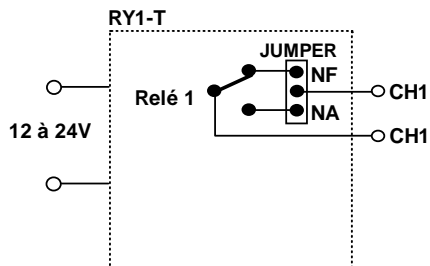 RY1-T
JUMPER
NF
Relé 1
CH1
NA
12 à 24V
CH1